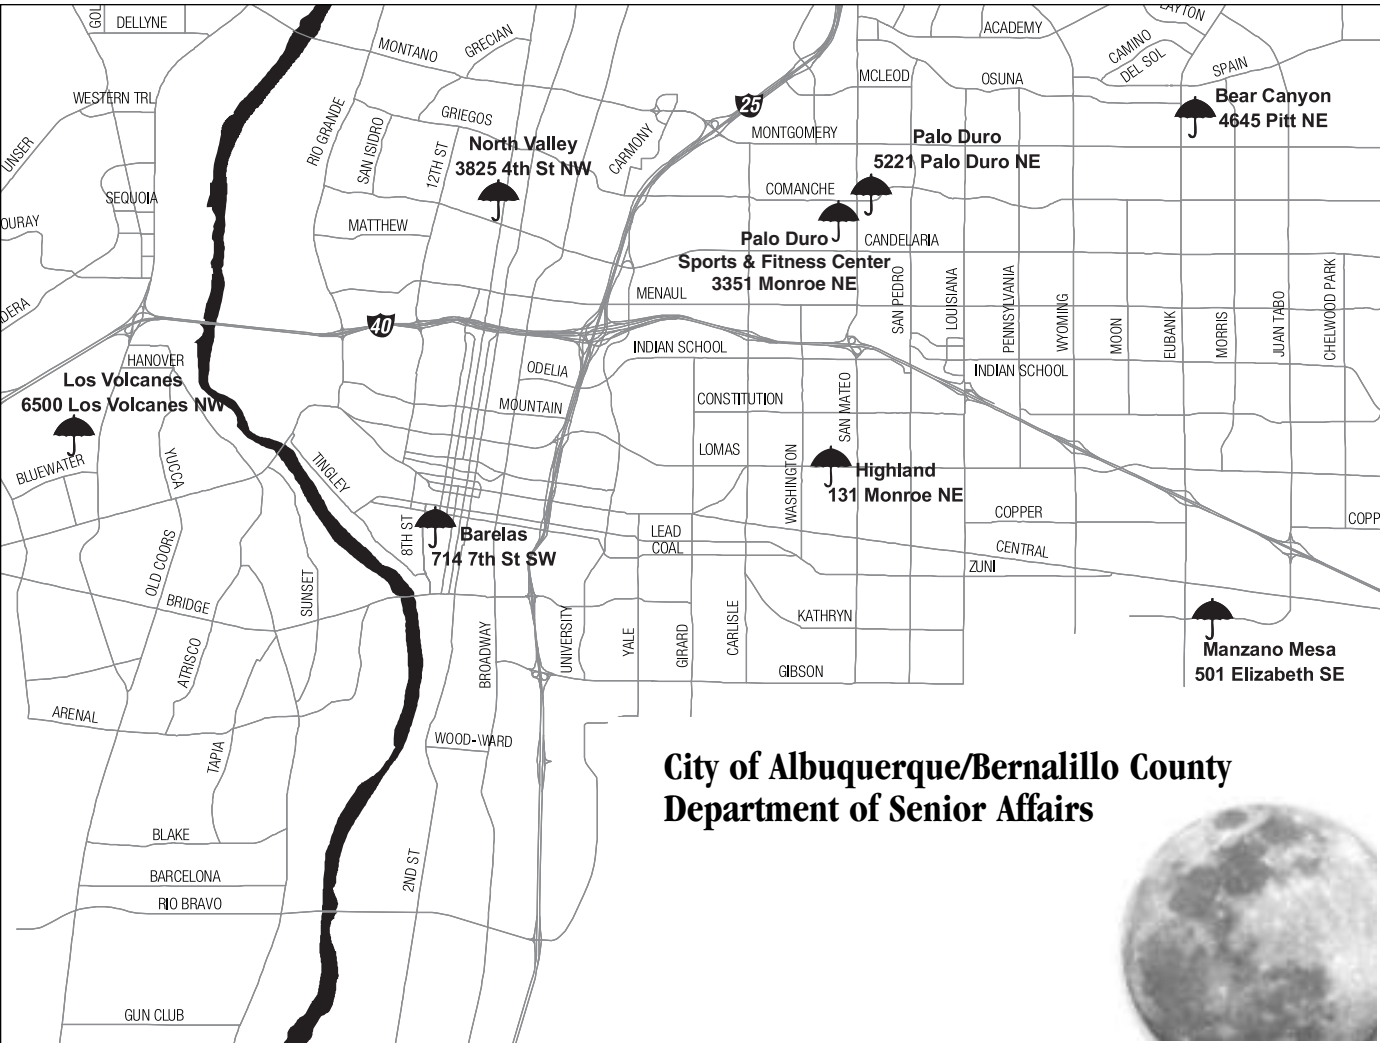 GOL
DELLYNE
MONTANO
GRECIAN
ACADEMY
LAYTON
CAMINO
DEL SOL
SPAIN
MCLEOD
OSUNA
WESTERN TRL
UNSER
RIO GRANDE
SAN ISIDRO
GRIEGOS
12TH ST
CARMONY
25
MONTGOMERY
Bear Canyon
4645 Pitt NE
North Valley
3825 4th St NW
Palo Duro
5221 Palo Duro NE
COMANCHE
SEQUOIA
OURAY
MATTHEW
Palo Duro
Sports & Fitness Center
3351 Monroe NE
CANDELARIA
MENAUL
SAN PEDRO
LOUISIANA
PENNSYLVANIA
WYOMING
MOON
EUBANK
MORRIS
JUAN TABO
CHELWOOD PARK
DERA
40
HANOVER
ODELIA
INDIAN SCHOOL
INDIAN SCHOOL
Los Volcanes
6500 Los Volcanes NW
MOUNTAIN
CONSTITUTION
SAN MATEO
LOMAS
WASHINGTON
BLUEWATER
YUCCA
TINGLEY
Highland
131 Monroe NE
COPPER
COPP
8TH ST
Barelas
714 7th St SW
LEAD
COAL
CENTRAL
ZUNI
OLD COORS
BRIDGE
SUNSET
ATRISCO
BROADWAY
UNIVERSITY
YALE
GIRARD
CARLISLE
KATHRYN
GIBSON
Manzano Mesa
501 Elizabeth SE
ARENAL
TAPIA
WOOD-WARD
City of Albuquerque/Bernalillo County
Department of Senior Affairs
BLAKE
2ND ST
BARCELONA
RIO BRAVO
GUN CLUB